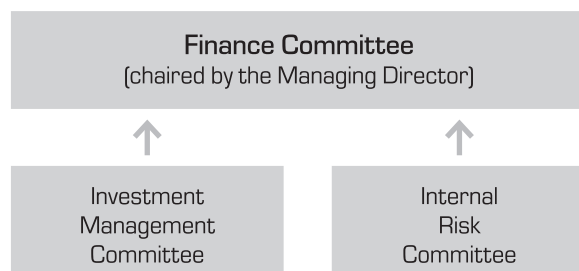 Finance Committee
(chaired by the Managing Director)
Investment
Management
Committee
Internal
Risk
Committee